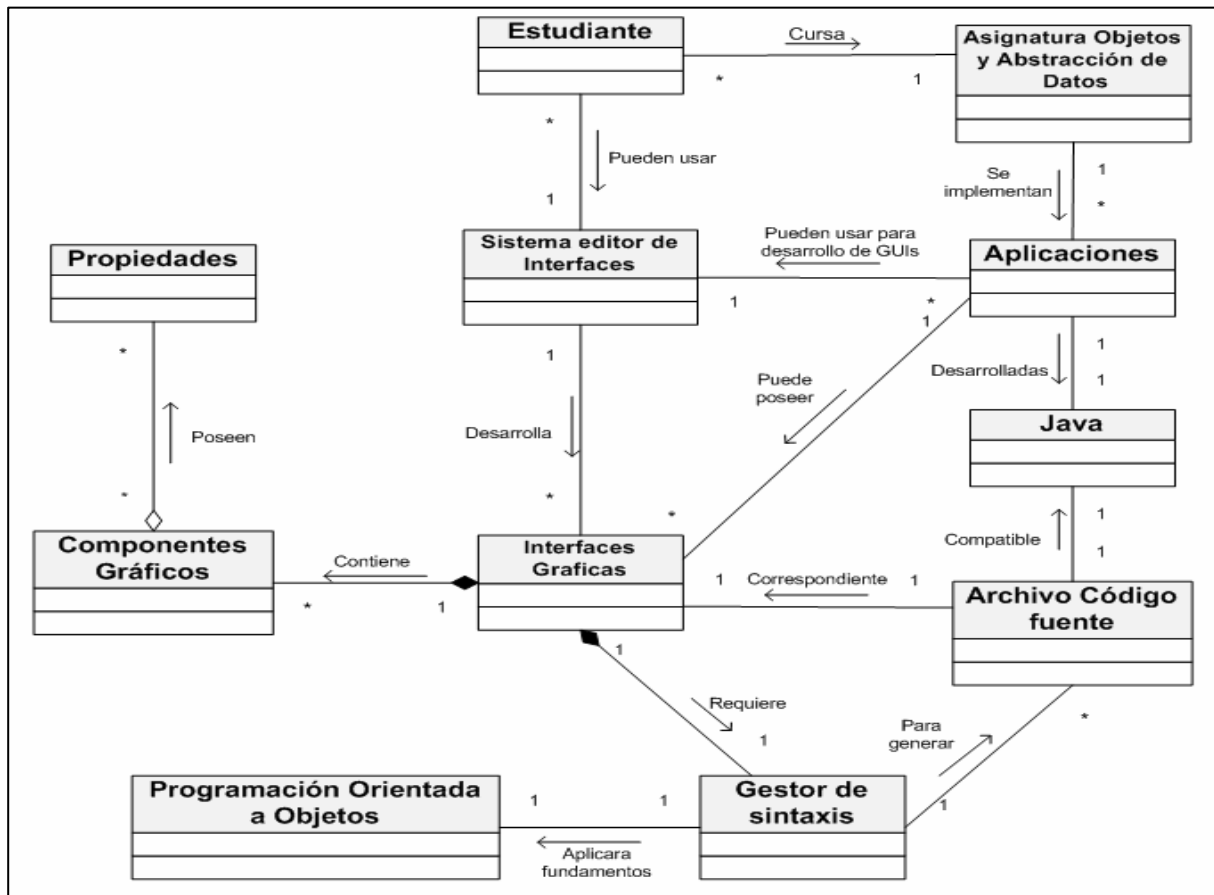 Estudiante
Cursa
*
1
Asignatura Objetos
y Abstracción de
Datos
*
Pueden usar
1
1
Se
implementan
*
Sistema editor de
Interfaces
Pueden usar para
desarrollo de GUIs
1
*
1
Aplicaciones
Propiedades
*
Poseen
*
1
Desarrolla
*
Puede
poseer
*
1
Desarrolladas
1
Java
1
Compatible
1
Componentes
Gráficos
Contiene
*
1
Interfaces
Graficas
1
Correspondiente
1
Archivo Código
fuente
1
Requiere
1
Para
generar
*
1
Programación Orientada
a Objetos
1
1
Aplicara
fundamentos
Gestor de
sintaxis